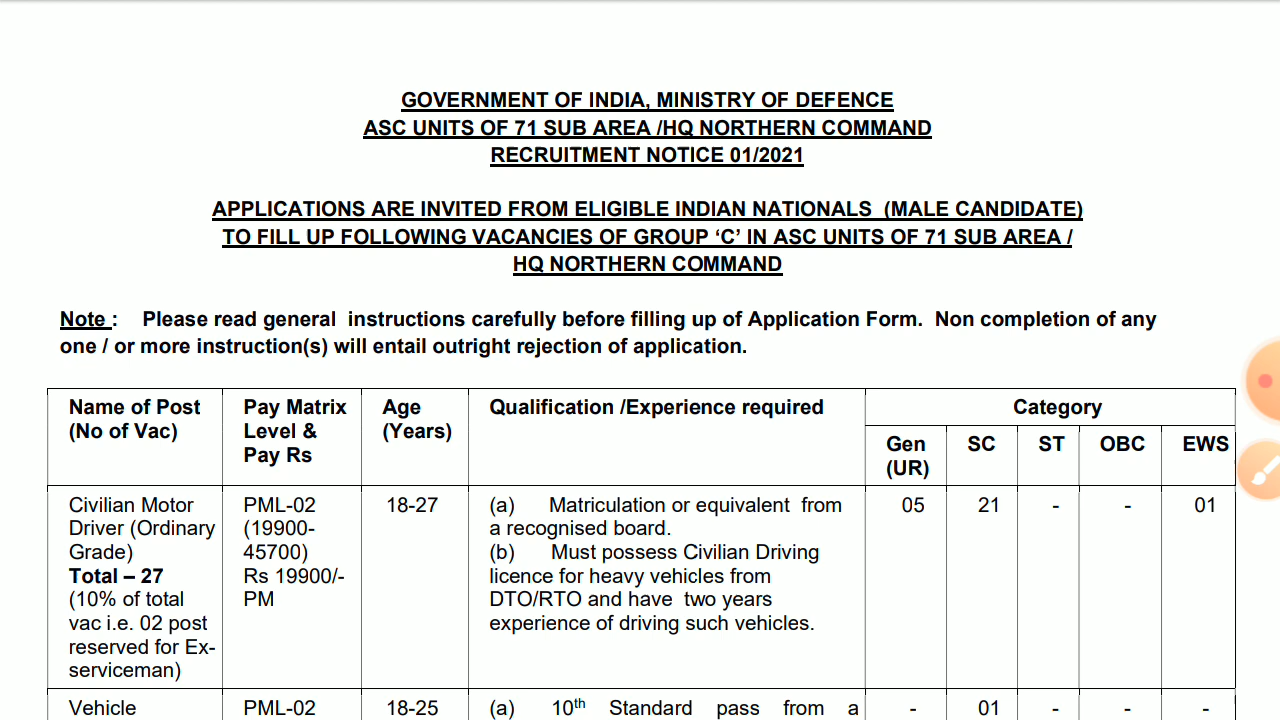 GOVERNMENT OF INDIA, MINISTRY OF DEFENCE
ASC UNITS OF 71 SUB AREA /HQ NORTHERN COMMAND
RECRUITMENT NOTICE 01/2021
APPLICATIONS ARE INVITED FROM ELIGIBLE INDIAN NATIONALS (MALE CANDIDATE)
TO FILL UP FOLLOWING VACANCIES OF GROUP ‘C’ IN ASC UNITS OF 71 SUB AREA /
HQ NORTHERN COMMAND
Note : Please read general instructions carefully before filling up of Application Form. Non completion of any
one / or more instruction(s) will entail outright rejection of application.
Name of Post
(No of Vac)
Pay Matrix
Level &
Pay Rs
Age
(Years)
Qualification /Experience required
Category
Gen
(UR)
SC
ST
OBC
EWS
Civilian Motor
Driver (Ordinary
Grade)
Total – 27
(10% of total
vac i.e. 02 post
reserved for Ex-
serviceman)
PML-02
(19900-
45700)
Rs 19900/-
PM
18-27
(a) Matriculation or equivalent from
a recognised board.
(b) Must possess Civilian Driving
licence for heavy vehicles from
DTO/RTO and have two years
experience of driving such vehicles.
05
21
-
-
01
Vehicle
PML-02
18-25
(a) 10th Standard pass from a
-
01
-
-
-